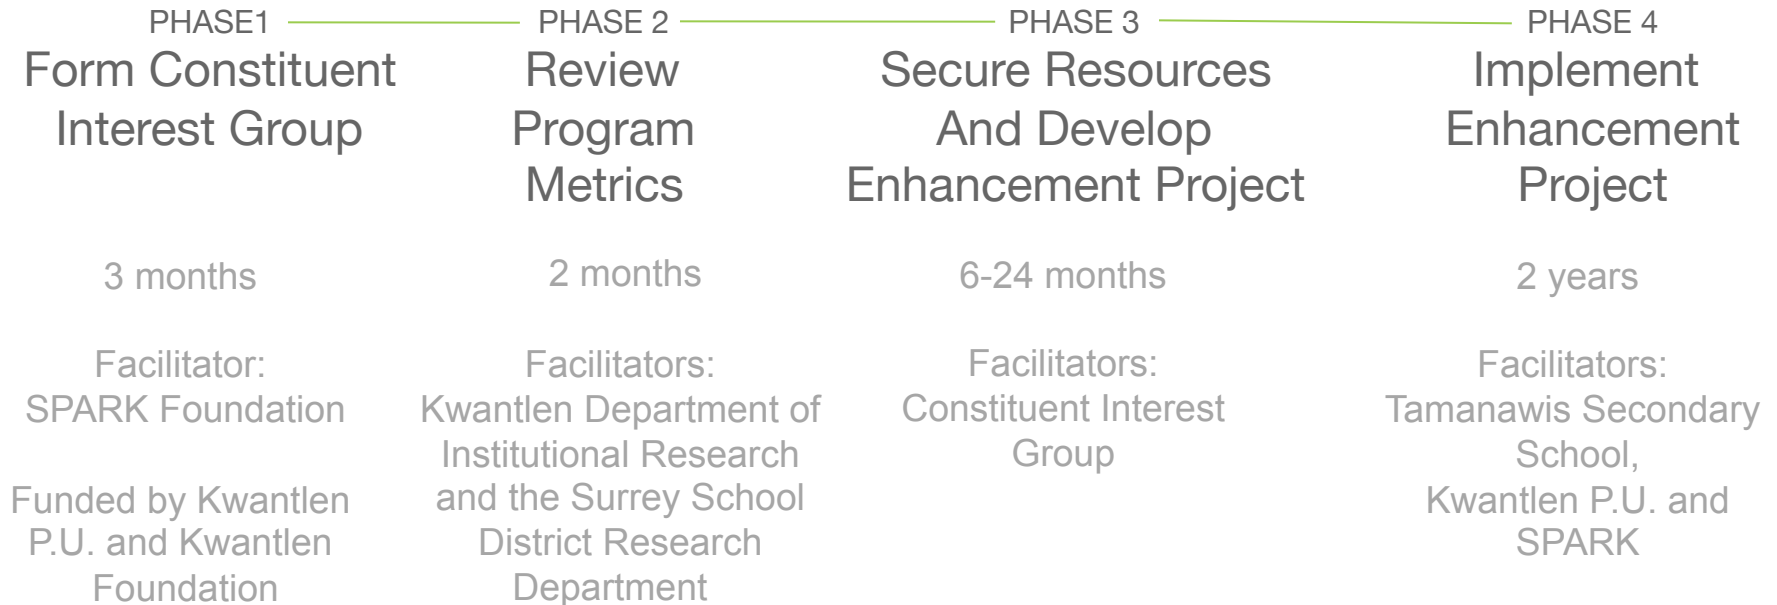 PHASE1
Form Constituent
Interest Group
3 months
Facilitator:
SPARK Foundation
Funded by Kwantlen
P.U. and Kwantlen
Foundation
PHASE 2
Review
Program
Metrics
2 months
Facilitators:
Kwantlen Department of
Institutional Research
and the Surrey School
District Research
Department
PHASE 3
Secure Resources
And Develop
Enhancement Project
6-24 months
Facilitators:
Constituent Interest
Group
PHASE 4
Implement
Enhancement
Project
2 years
Facilitators:
Tamanawis Secondary
School,
Kwantlen P.U. and
SPARK